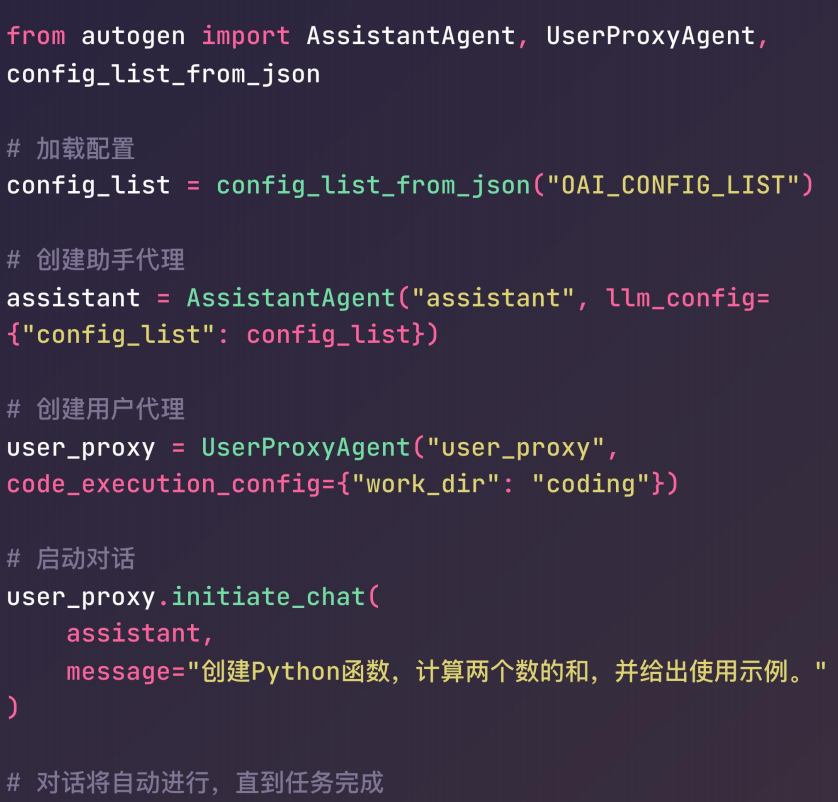 from autogen import AssistantAgent, UserProxyAgent,
config_list_from_json
# 加载配置
config_list = config_list_from_json("OAI_CONFIG_LIST")
# 创建助手代理
assistant = AssistantAgent("assistant", llm_config=
{"config_list": config_list})
# 创建用户代理
user_proxy = UserProxyAgent("user_proxy",
code_execution_config={"work_dir": "coding"})
# 启动对话
user_proxy.initiate_chat(
    assistant,
    message="创建Python函数，计算两个数的和，并给出使用示例。"
)
# 对话将自动进行，直到任务完成